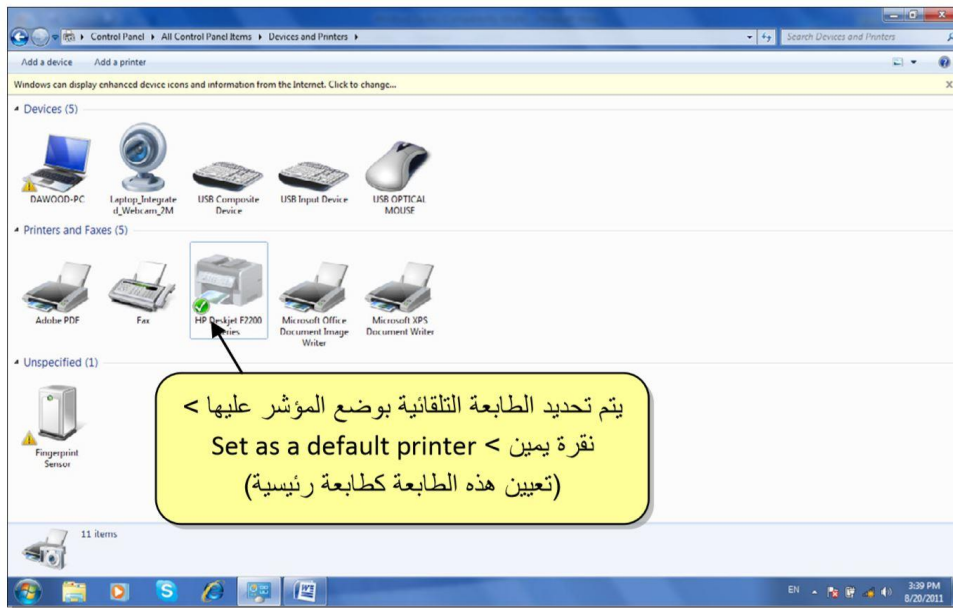 Control Panel ▸ All Control Panel Items ▸ Devices and Printers ▸
Search Devices and Printers
Add a device Add a printer
Windows can display enhanced device icons and information from the Internet. Click to change...
Devices (5)
DAWOOD-PC
Laptop_Integrate
d_Webcam_2M
USB Composite
Device
USB Input Device
USB OPTICAL
MOUSE
Printers and Faxes (5)
Adobe PDF
Fax
HP Deskjet F2200
Microsoft Office
Document Image
Writer
Microsoft XPS
Document Writer
Unspecified (1)
Fingerprint
Sensor
يتم تحديد الطابعة التلقائية بوضع المؤشر عليها >
نقرة يمين > Set as a default printer
(تعيين هذه الطابعة كطابعة رئيسية)
11 items
EN
3:39 PM
8/20/2011